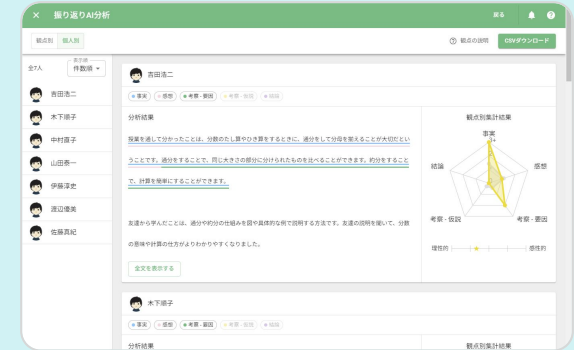 × 振り返りAI分析 戻る
観点別 個人別 観点の説明 CSVダウンロード
全7人 表示順 件数順
吉田浩二
木下順子
中村直子
山田泰一
伊藤淳史
渡辺優美
佐藤真紀
吉田浩二
事実 感想 考察-要因 考察-仮説 結論
分析結果
授業を通して分かったことは、分数のたし算やひき算をするときに、通分をして分母を揃えることが大切だとい
うことです。通分をすることで、同じ大きさの部分に分けられたものを比べることができます。約分をすること
で、計算を簡単にすることができます。
友達から学んだことは、通分や約分の仕組みを図や具体的な例で説明する方法です。友達の説明を聞いて、分数
の意味や計算の仕方がよりわかりやすくなりました。
全文を表示する
観点別集計結果
事実
3+
結論 感想
考察-仮説 考察-要因
理性的 感性的
木下順子
事実 感想 考察-要因 考察-仮説 結論
分析結果 観点別集計結果